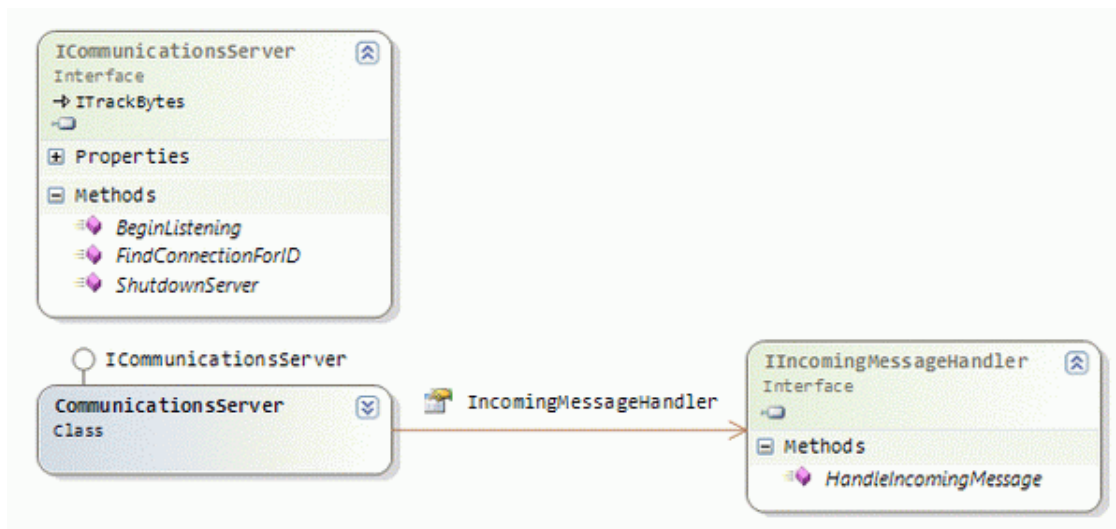 ICommunicationsServer
Interface
ITrackBytes
Properties
Methods
BeginListening
FindConnectionForID
ShutdownServer
ICommunicationsServer
CommunicationsServer
Class
IncomingMessageHandler
IIncomingMessageHandler
Interface
Methods
HandleIncomingMessage